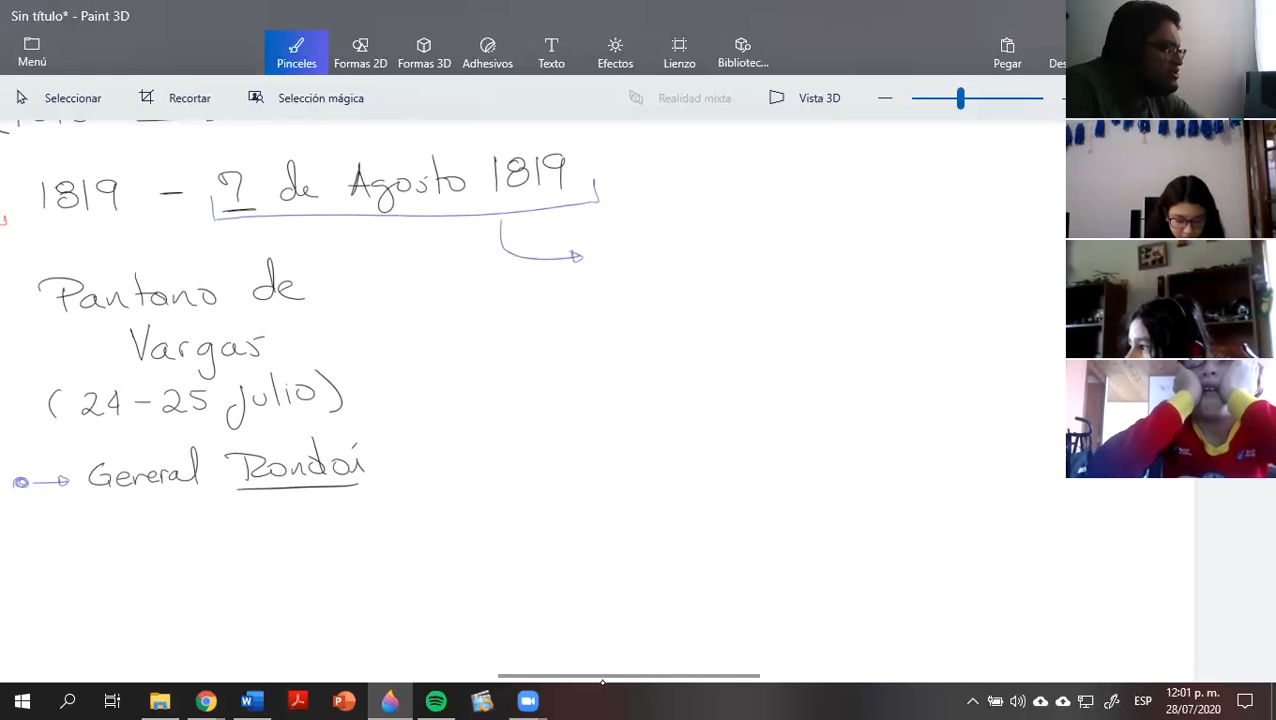 Sin título* - Paint 3D
Menú
Pinceles
Formas 2D
Formas 3D
Adhesivos
Texto
Efectos
Lienzo
Bibliotec...
Pegar
Des
Seleccionar
Recortar
Selección mágica
Realidad mixta
Vista 3D
1819 - 7 de Agosto 1819
Pantano de
Vargas
(24-25 julio)
General
ESP
12:01 p. m.
28/07/2020